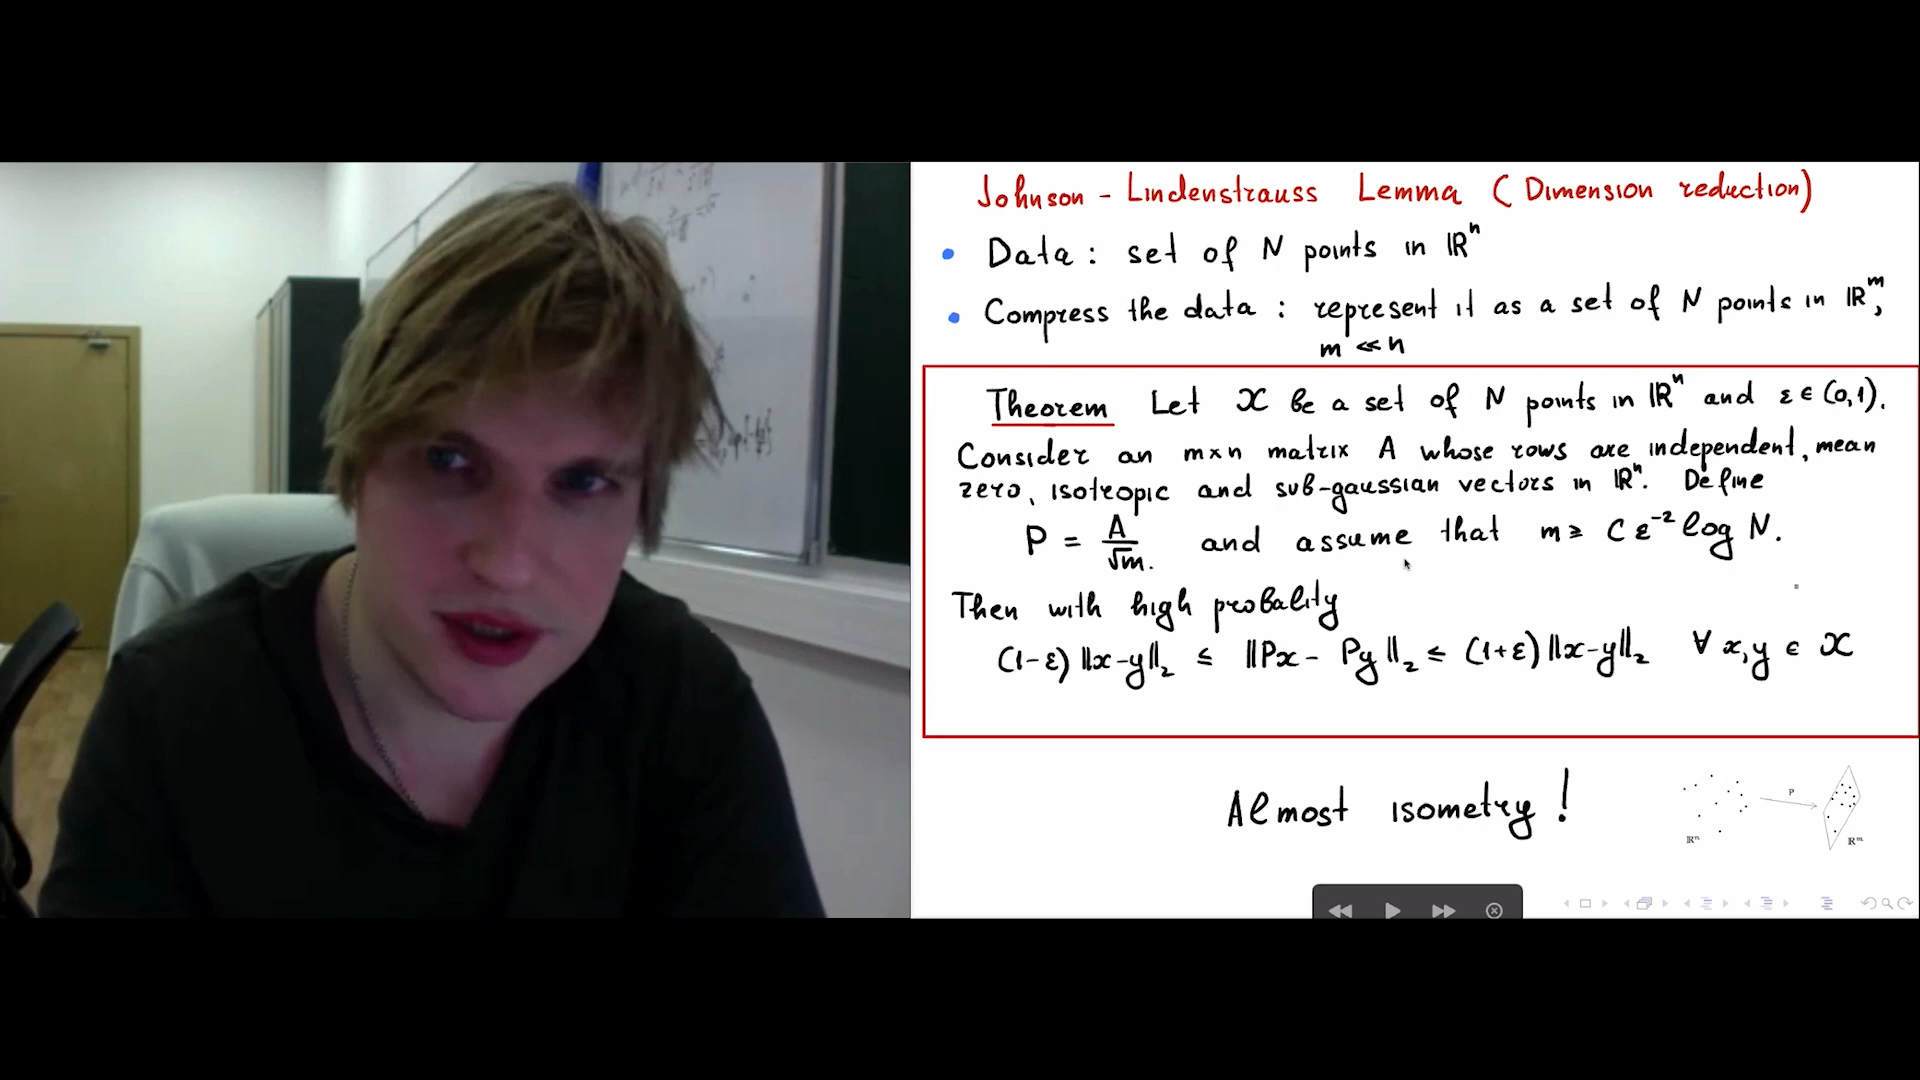 Johnson - Lindenstrauss Lemma (Dimension reduction)
• Data : set of N points in ℝⁿ
• Compress the data : represent it as a set of N points in ℝᵐ,
m ≪ n
Theorem Let X be a set of N points in ℝⁿ and ε ∈ (0,1).
Consider an m×n matrix A whose rows are independent, mean
zero, isotropic and sub-gaussian vectors in ℝⁿ. Define
P = A/√m. and assume that m ≥ C ε⁻² log N.
Then with high probality
(1-ε) ||x-y||₂ ≤ ||Px - Py||₂ ≤ (1+ε) ||x-y||₂ ∀ x,y ∈ X
Almost isometry !
P
ℝⁿ
ℝᵐ